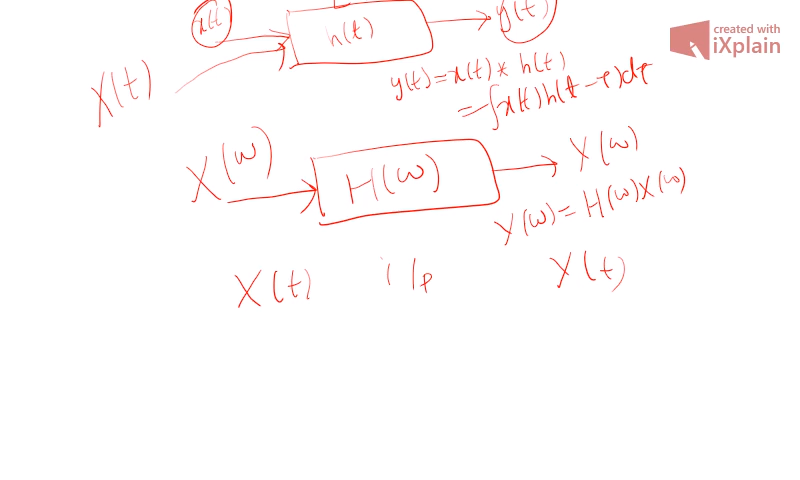 x(t) h(t) y(t)
created with
iXplain
X(t)
y(t) = x(t) * h(t)
= ∫x(τ)h(t-τ)dτ
X(w) H(w) Y(w)
Y(w) = H(w)X(w)
X(t) i/p Y(t)